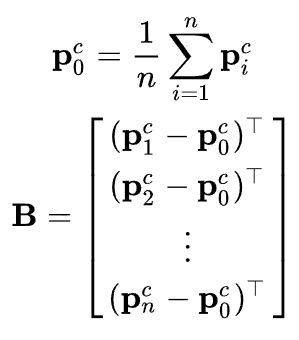 $$\mathbf{p}_0^c = \frac{1}{n} \sum_{i=1}^{n} \mathbf{p}_i^c$$
$$\mathbf{B} = \begin{bmatrix} (\mathbf{p}_1^c - \mathbf{p}_0^c)^\top \\ (\mathbf{p}_2^c - \mathbf{p}_0^c)^\top \\ \vdots \\ (\mathbf{p}_n^c - \mathbf{p}_0^c)^\top \end{bmatrix}$$